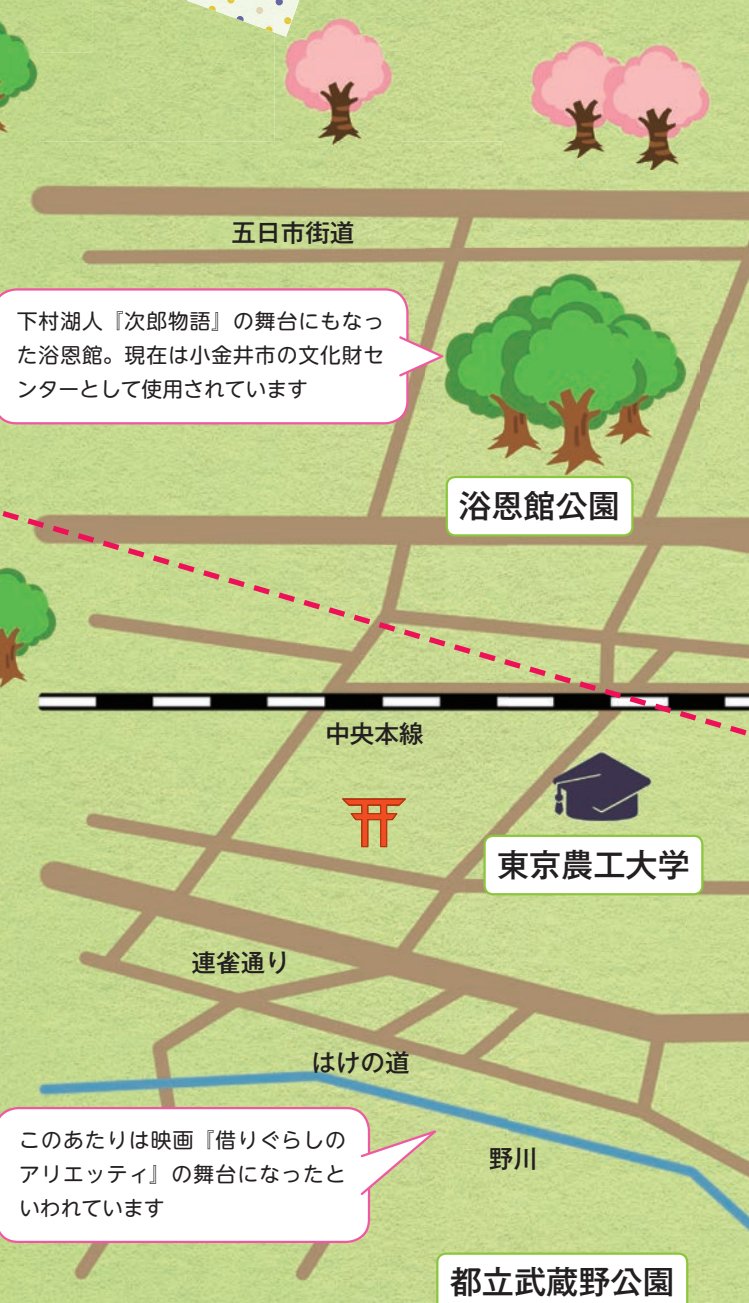 五日市街道
下村湖人『次郎物語』の舞台にもなっ
た浴恩館。現在は小金井市の文化財セ
ンターとして使用されています
浴恩館公園
中央本線
東京農工大学
連雀通り
はけの道
このあたりは映画『借りぐらしの
アリエッティ』の舞台になったと
いわれています
野川
都立武蔵野公園